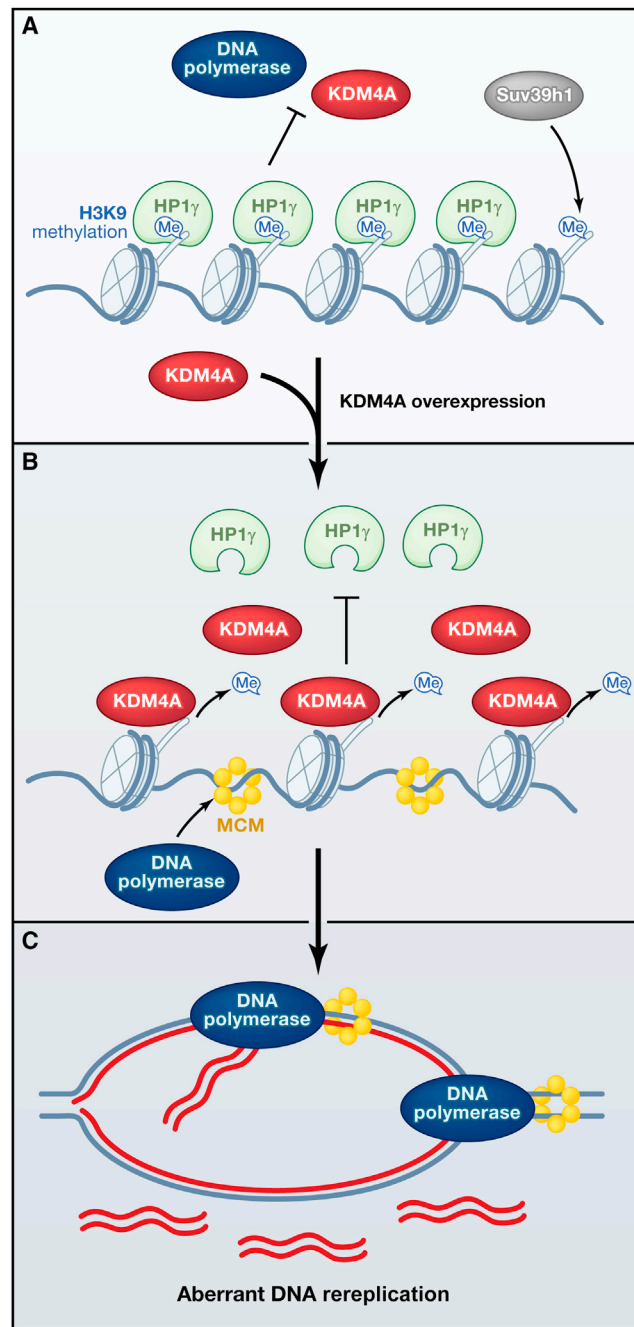 A
DNA
polymerase
KDM4A
Suv39h1
HP1γ
HP1γ
HP1γ
HP1γ
H3K9
methylation
Me
Me
Me
Me
Me
KDM4A
KDM4A overexpression
B
HP1γ
HP1γ
HP1γ
KDM4A
KDM4A
KDM4A
Me
KDM4A
Me
KDM4A
Me
MCM
DNA
polymerase
C
DNA
polymerase
DNA
polymerase
Aberrant DNA rereplication